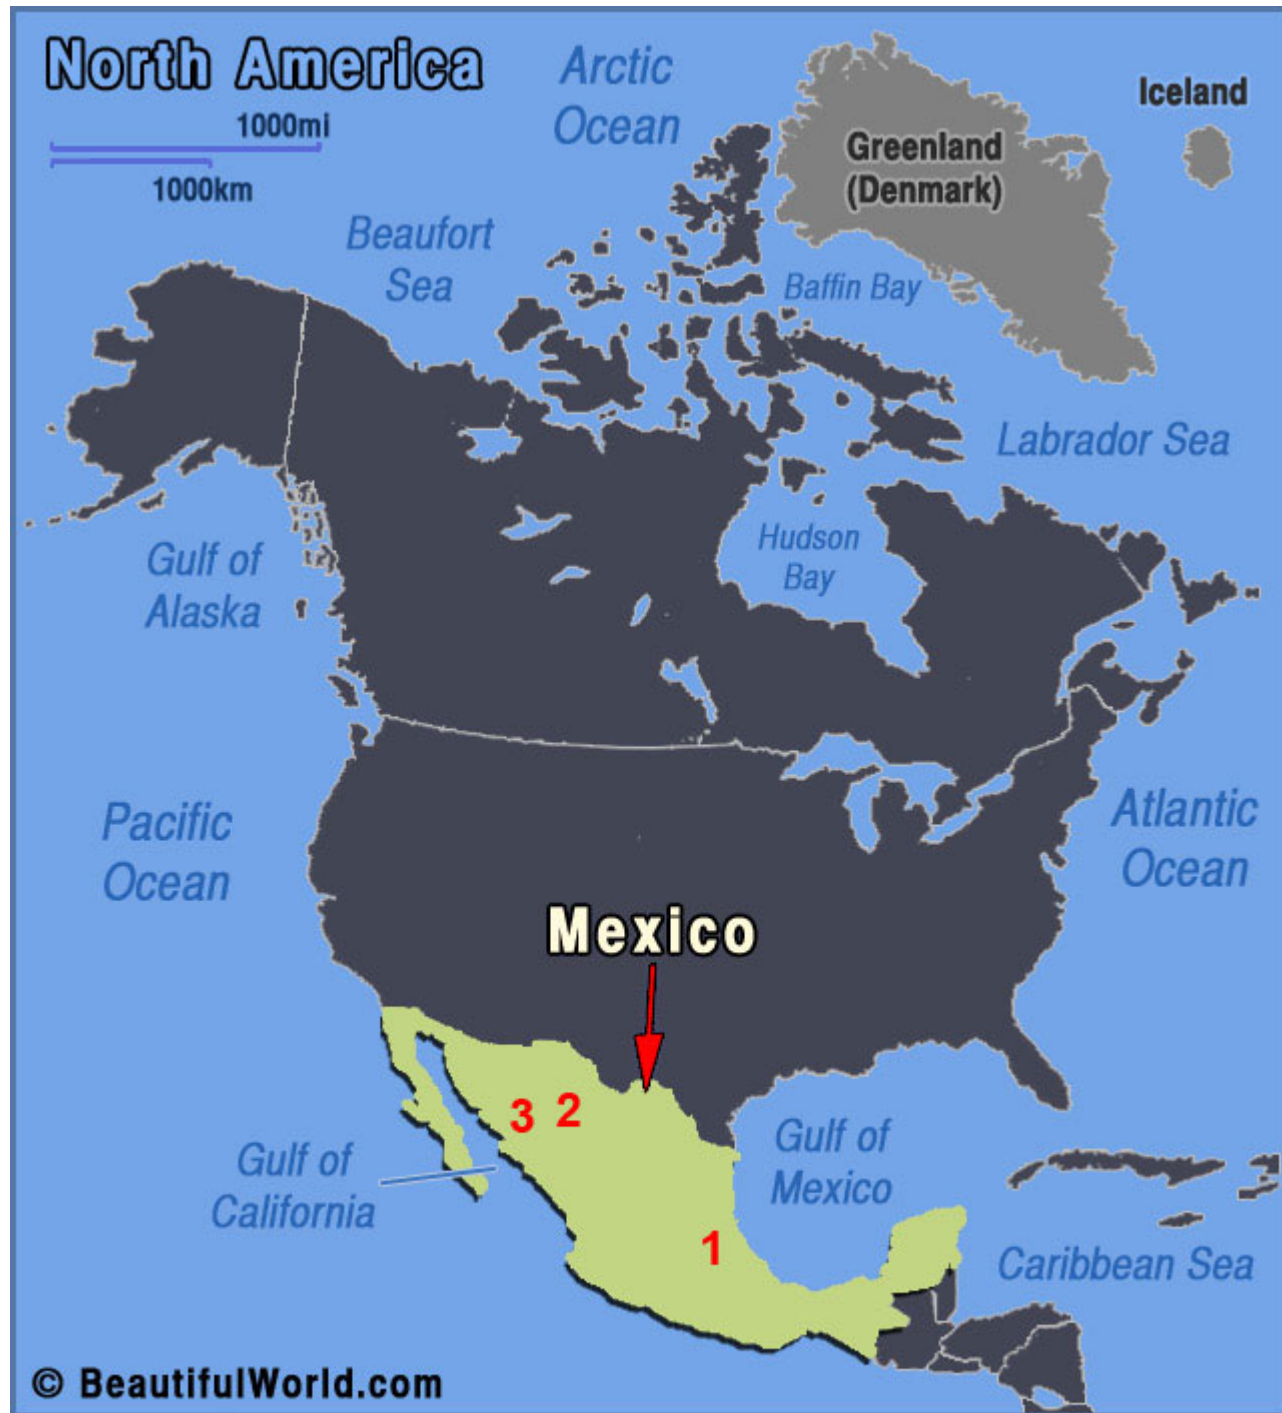 North America
1000mi
1000km
Arctic
Ocean
Iceland
Greenland
(Denmark)
Beaufort
Sea
Baffin Bay
Labrador Sea
Hudson
Bay
Gulf of
Alaska
Pacific
Ocean
Atlantic
Ocean
Mexico
3
2
Gulf of
California
Gulf of
Mexico
1
Caribbean Sea
© BeautifulWorld.com